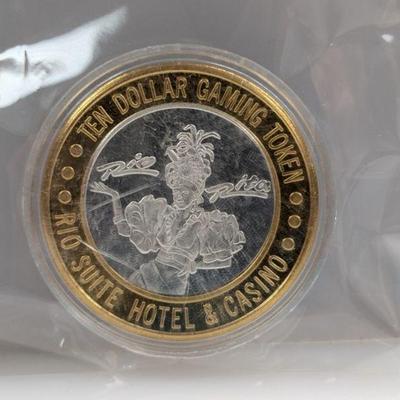 TEN DOLLAR GAMING TOKEN
Rio Rita
RIO SUITE HOTEL & CASINO